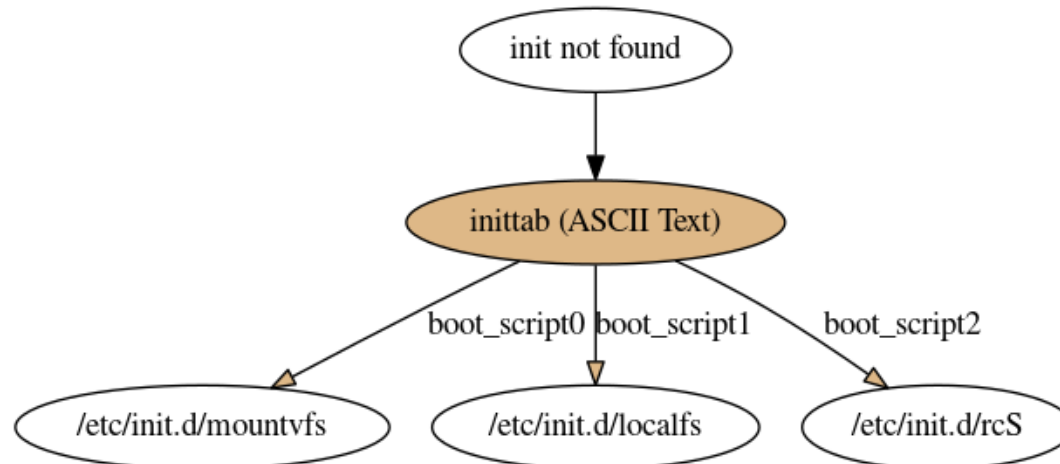 init not found
inittab (ASCII Text)
boot_script0
boot_script1
boot_script2
/etc/init.d/mountvfs
/etc/init.d/localfs
/etc/init.d/rcS